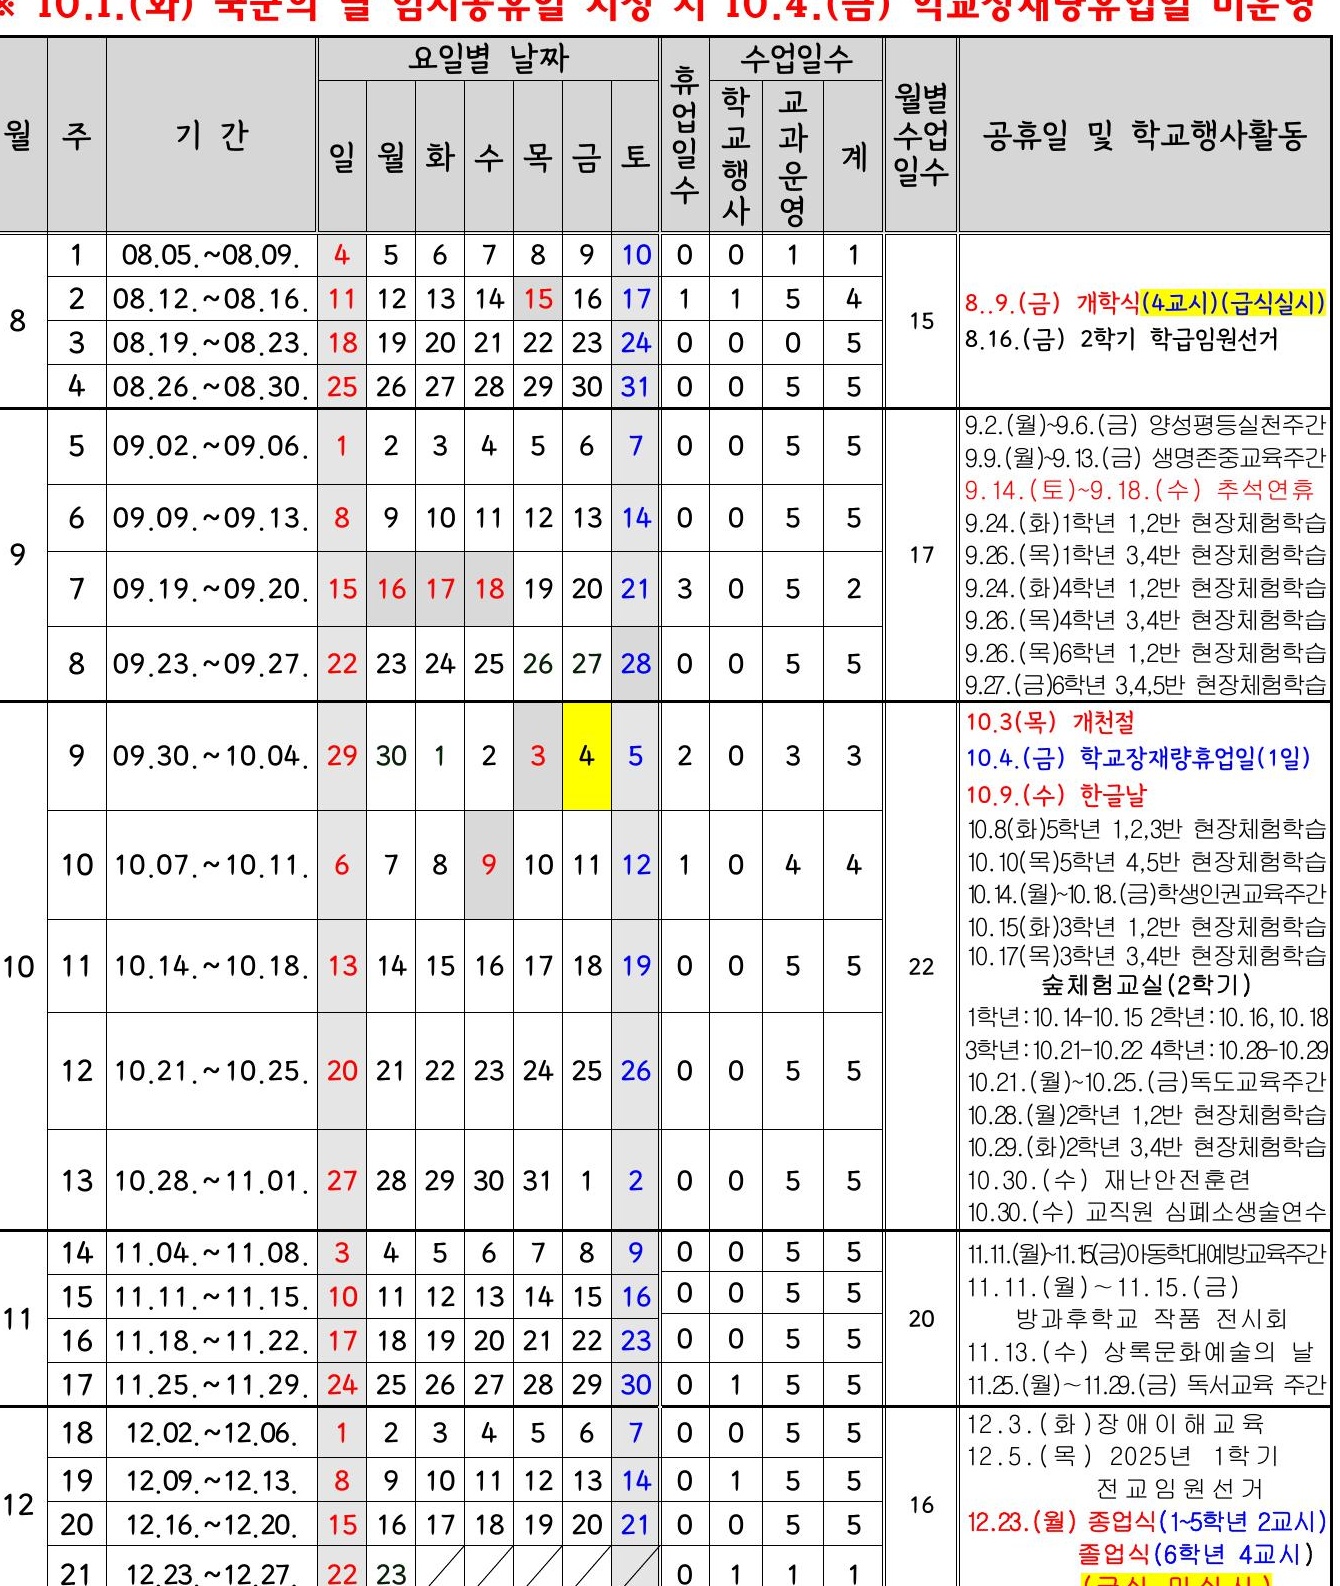 ※ 10.1.(화) 국군의 날 임시공휴일 지정 시 10.4.(금) 학교장재량휴업일 미운영
월 주 기 간 요일별 날짜 휴업일수 수업일수 월별 수업일수 공휴일 및 학교행사활동
일 월 화 수 목 금 토 학교행사 교과운영 계
8
1 08.05.~08.09. 4 5 6 7 8 9 10 0 0 1 1
2 08.12.~08.16. 11 12 13 14 15 16 17 1 1 5 4
3 08.19.~08.23. 18 19 20 21 22 23 24 0 0 0 5
4 08.26.~08.30. 25 26 27 28 29 30 31 0 0 5 5
15
8..9.(금) 개학식(4교시)(급식실시)
8.16.(금) 2학기 학급임원선거
9
5 09.02.~09.06. 1 2 3 4 5 6 7 0 0 5 5
6 09.09.~09.13. 8 9 10 11 12 13 14 0 0 5 5
7 09.19.~09.20. 15 16 17 18 19 20 21 3 0 5 2
8 09.23.~09.27. 22 23 24 25 26 27 28 0 0 5 5
17
9.2.(월)~9.6.(금) 양성평등실천주간
9.9.(월)~9.13.(금) 생명존중교육주간
9.14.(토)~9.18.(수) 추석연휴
9.24.(화)1학년 1,2반 현장체험학습
9.26.(목)1학년 3,4반 현장체험학습
9.24.(화)4학년 1,2반 현장체험학습
9.26.(목)4학년 3,4반 현장체험학습
9.26.(목)6학년 1,2반 현장체험학습
9.27.(금)6학년 3,4,5반 현장체험학습
10
9 09.30.~10.04. 29 30 1 2 3 4 5 2 0 3 3
10 10.07.~10.11. 6 7 8 9 10 11 12 1 0 4 4
11 10.14.~10.18. 13 14 15 16 17 18 19 0 0 5 5
12 10.21.~10.25. 20 21 22 23 24 25 26 0 0 5 5
13 10.28.~11.01. 27 28 29 30 31 1 2 0 0 5 5
22
10.3(목) 개천절
10.4.(금) 학교장재량휴업일(1일)
10.9.(수) 한글날
10.8(화)5학년 1,2,3반 현장체험학습
10.10(목)5학년 4,5반 현장체험학습
10.14.(월)~10.18.(금)학생인권교육주간
10.15(화)3학년 1,2반 현장체험학습
10.17(목)3학년 3,4반 현장체험학습
숲체험교실(2학기)
1학년:10.14-10.15 2학년:10.16,10.18
3학년:10.21-10.22 4학년:10.28-10.29
10.21.(월)~10.25.(금)독도교육주간
10.28.(월)2학년 1,2반 현장체험학습
10.29.(화)2학년 3,4반 현장체험학습
10.30.(수) 재난안전훈련
10.30.(수) 교직원 심폐소생술연수
11
14 11.04.~11.08. 3 4 5 6 7 8 9 0 0 5 5
15 11.11.~11.15. 10 11 12 13 14 15 16 0 0 5 5
16 11.18.~11.22. 17 18 19 20 21 22 23 0 0 5 5
17 11.25.~11.29. 24 25 26 27 28 29 30 0 1 5 5
20
11.11.(월)~11.15(금)아동학대예방교육주간
11.11.(월)~11.15.(금)
방과후학교 작품 전시회
11.13.(수) 상록문화예술의 날
11.25.(월)~11.29.(금) 독서교육 주간
12
18 12.02.~12.06. 1 2 3 4 5 6 7 0 0 5 5
19 12.09.~12.13. 8 9 10 11 12 13 14 0 1 5 5
20 12.16.~12.20. 15 16 17 18 19 20 21 0 0 5 5
21 12.23.~12.27. 22 23 0 1 1 1
16
12.3.(화)장애이해교육
12.5.(목) 2025년 1학기
전교임원선거
12.23.(월) 종업식(1~5학년 2교시)
졸업식(6학년 4교시)
(급식 미실시)